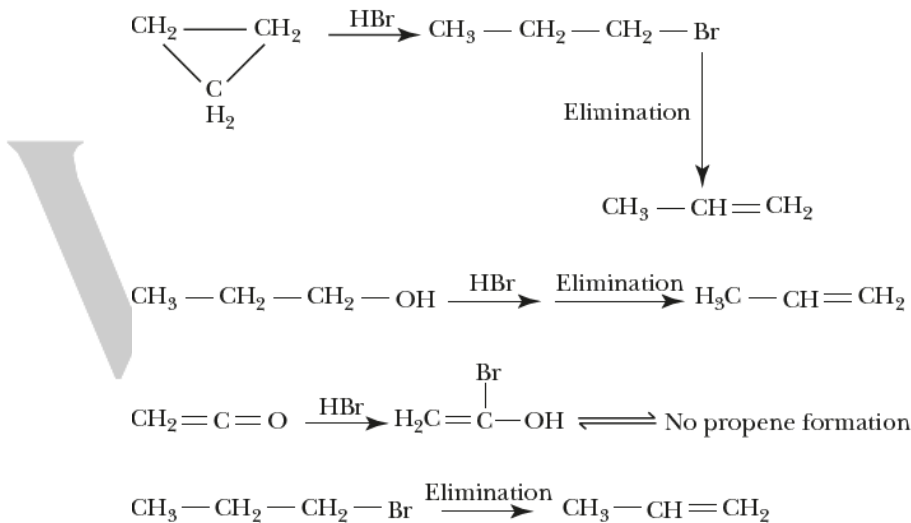 CH₂ — CH₂ HBr → CH₃ — CH₂ — CH₂ — Br
C
H₂
Elimination
CH₃ — CH = CH₂
CH₃ — CH₂ — CH₂ — OH HBr → Elimination → H₃C — CH = CH₂
Br
CH₂ = C = O HBr → H₂C = C — OH ⇌ No propene formation
CH₃ — CH₂ — CH₂ — Br Elimination → CH₃ — CH = CH₂